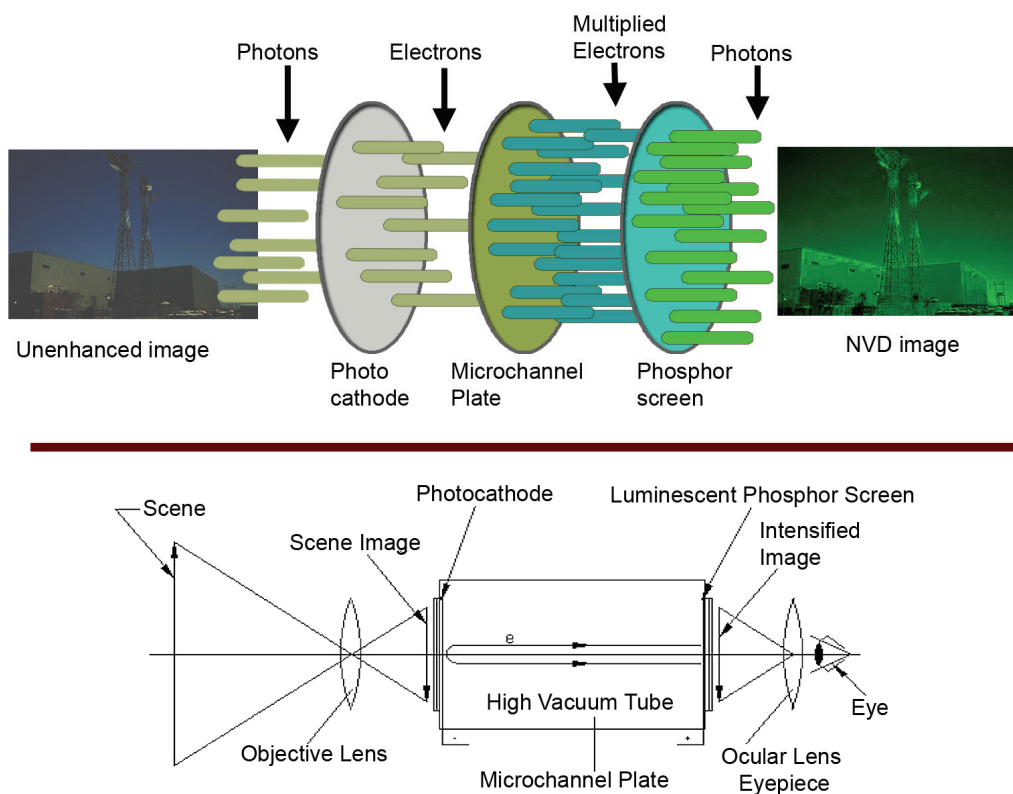 Photons
Electrons
Multiplied
Electrons
Photons
Unenhanced image
Photo
cathode
Microchannel
Plate
Phosphor
screen
NVD image
Scene
Photocathode
Scene Image
Luminescent Phosphor Screen
Intensified
Image
e
High Vacuum Tube
- +
Objective Lens
Microchannel Plate
Ocular Lens
Eyepiece
Eye